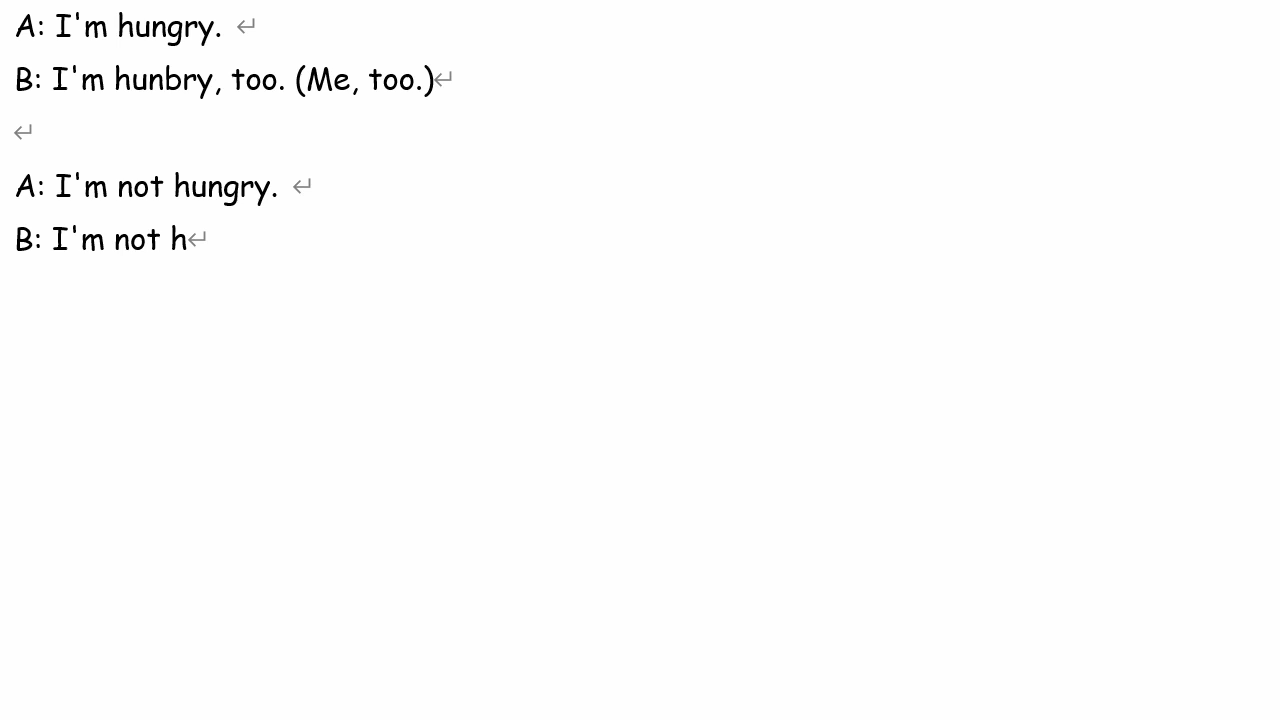 A: I'm hungry.
B: I'm hunbry, too. (Me, too.)
A: I'm not hungry.
B: I'm not h